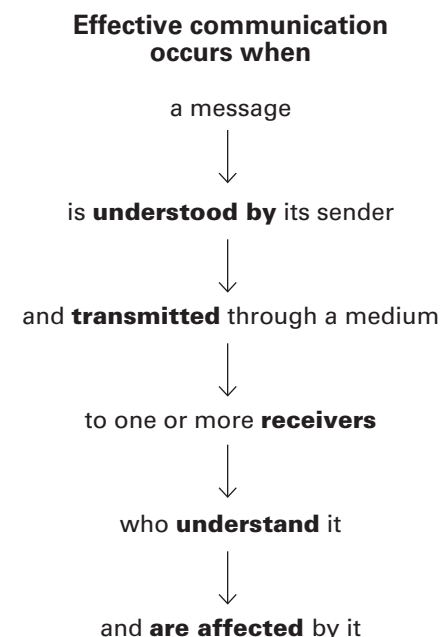 Effective communication
occurs when
a message
is understood by its sender
and transmitted through a medium
to one or more receivers
who understand it
and are affected by it